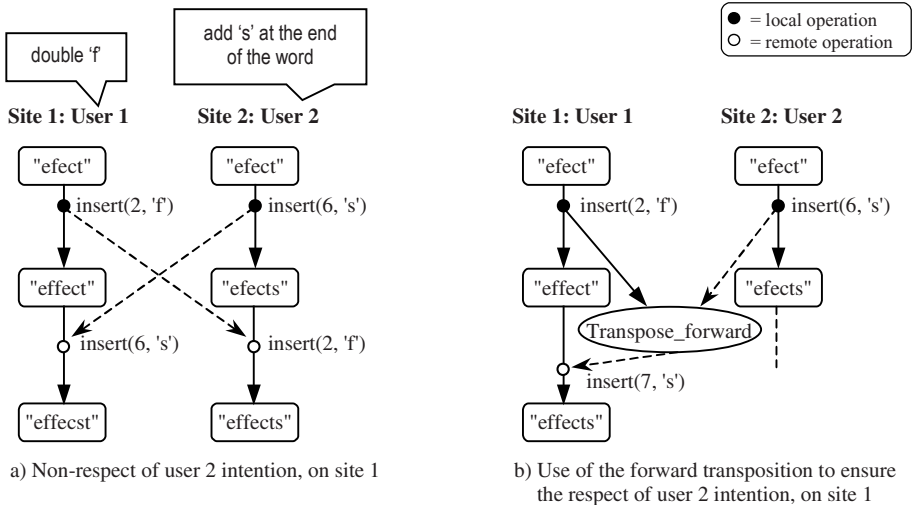 double ‘f’
add ‘s’ at the end
of the word
● = local operation
○ = remote operation
Site 1: User 1
Site 2: User 2
"efect"
"efect"
insert(2, 'f')
insert(6, 's')
"effect"
"efects"
insert(6, 's')
insert(2, 'f')
"effecst"
"effects"
a) Non-respect of user 2 intention, on site 1
Site 1: User 1
Site 2: User 2
"efect"
"efect"
insert(2, 'f')
insert(6, 's')
"effect"
"efects"
Transpose_forward
insert(7, 's')
"effects"
b) Use of the forward transposition to ensure
the respect of user 2 intention, on site 1